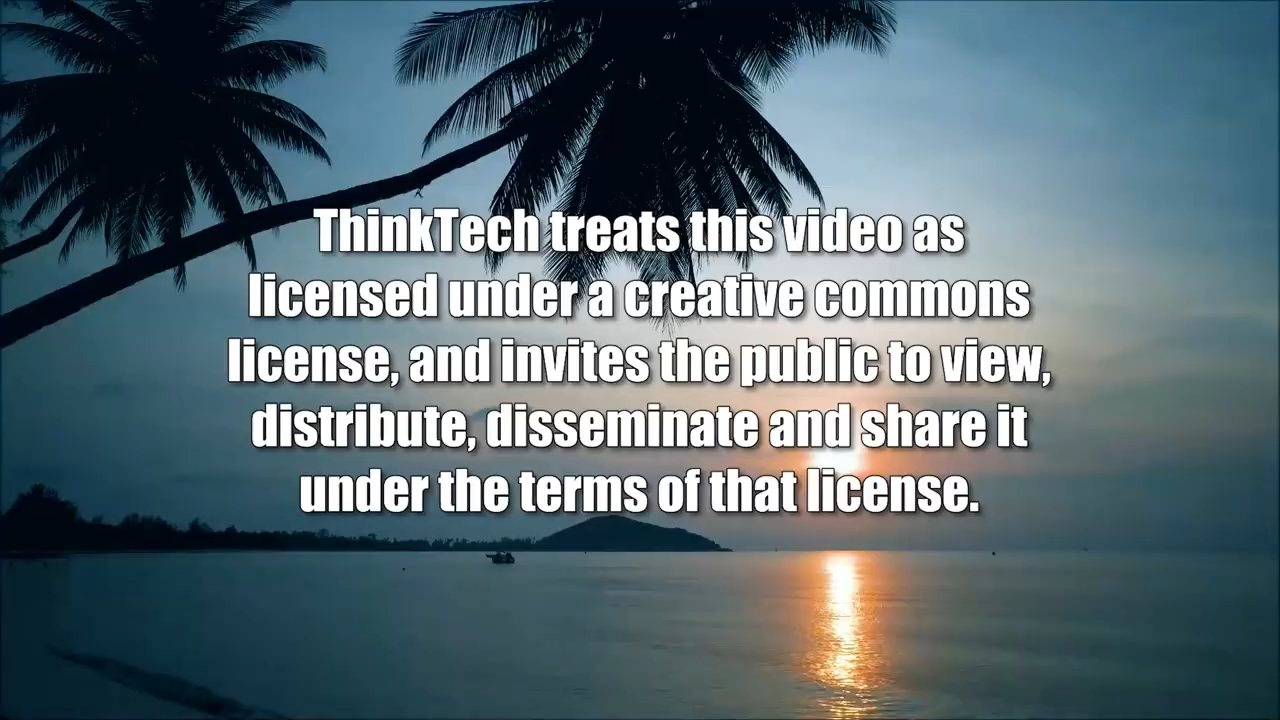 ThinkTech treats this video as
licensed under a creative commons
license, and invites the public to view,
distribute, disseminate and share it
under the terms of that license.